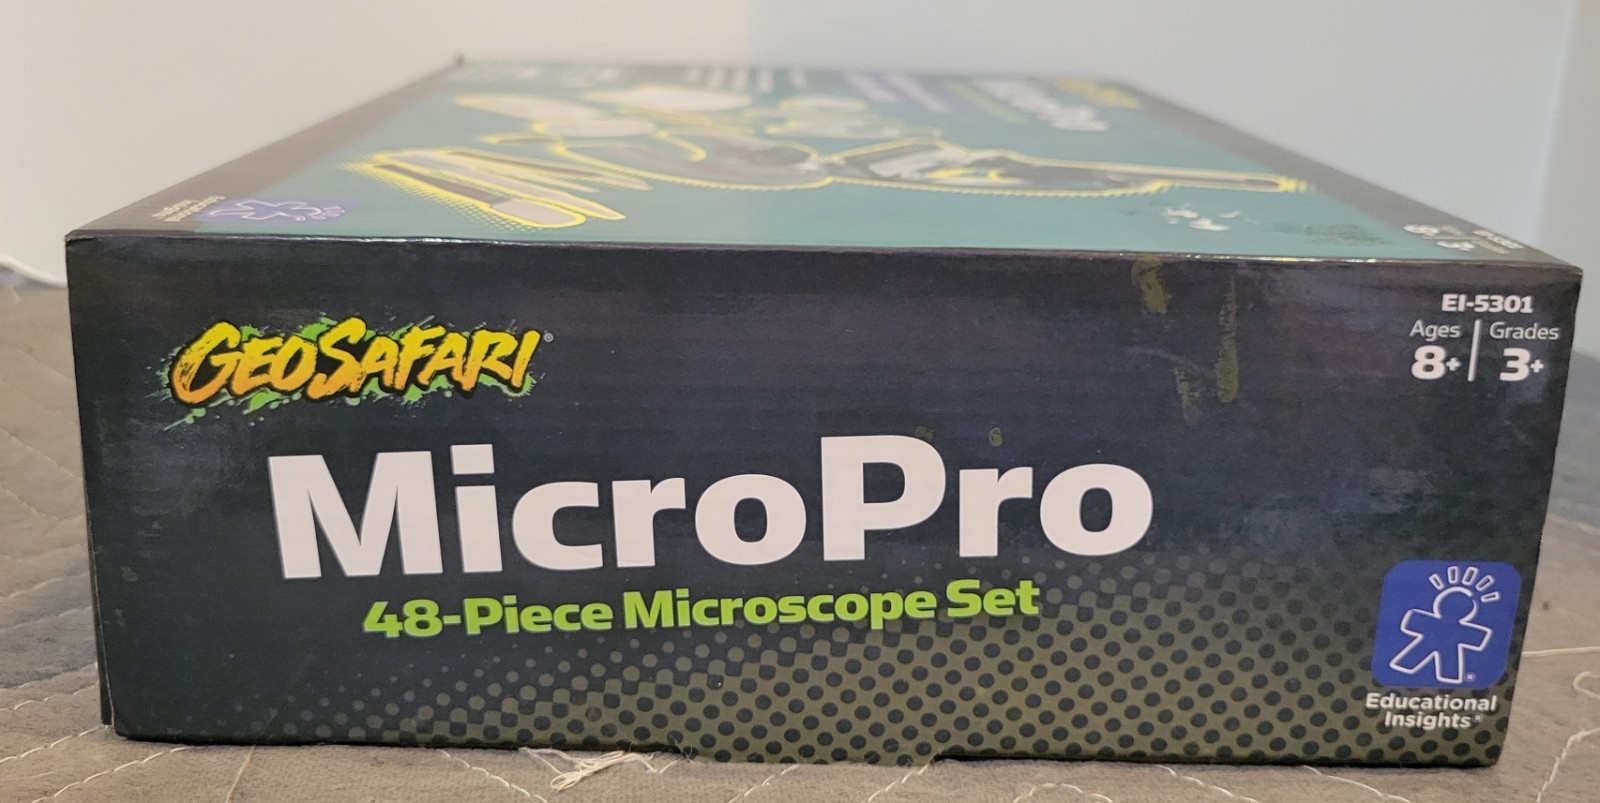 GEOSAFARI®
MicroPro
48-Piece Microscope Set
EI-5301
Ages 8+ | Grades 3+
Educational
Insights®